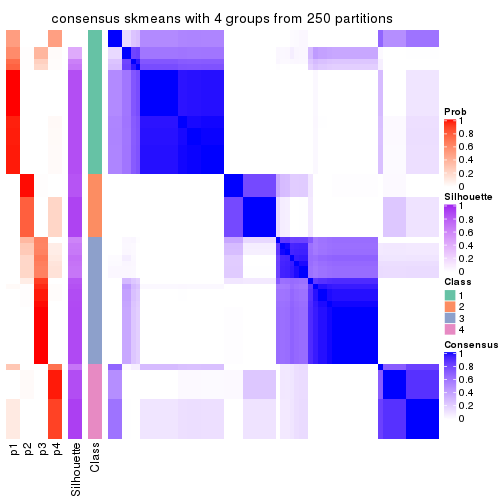 consensus skmeans with 4 groups from 250 partitions
Prob
1
0.8
0.6
0.4
0.2
0
Silhouette
1
0.8
0.6
0.4
0.2
0
Class
1
2
3
4
Consensus
1
0.8
0.6
0.4
0.2
0
p1
p2
p3
p4
Silhouette
Class